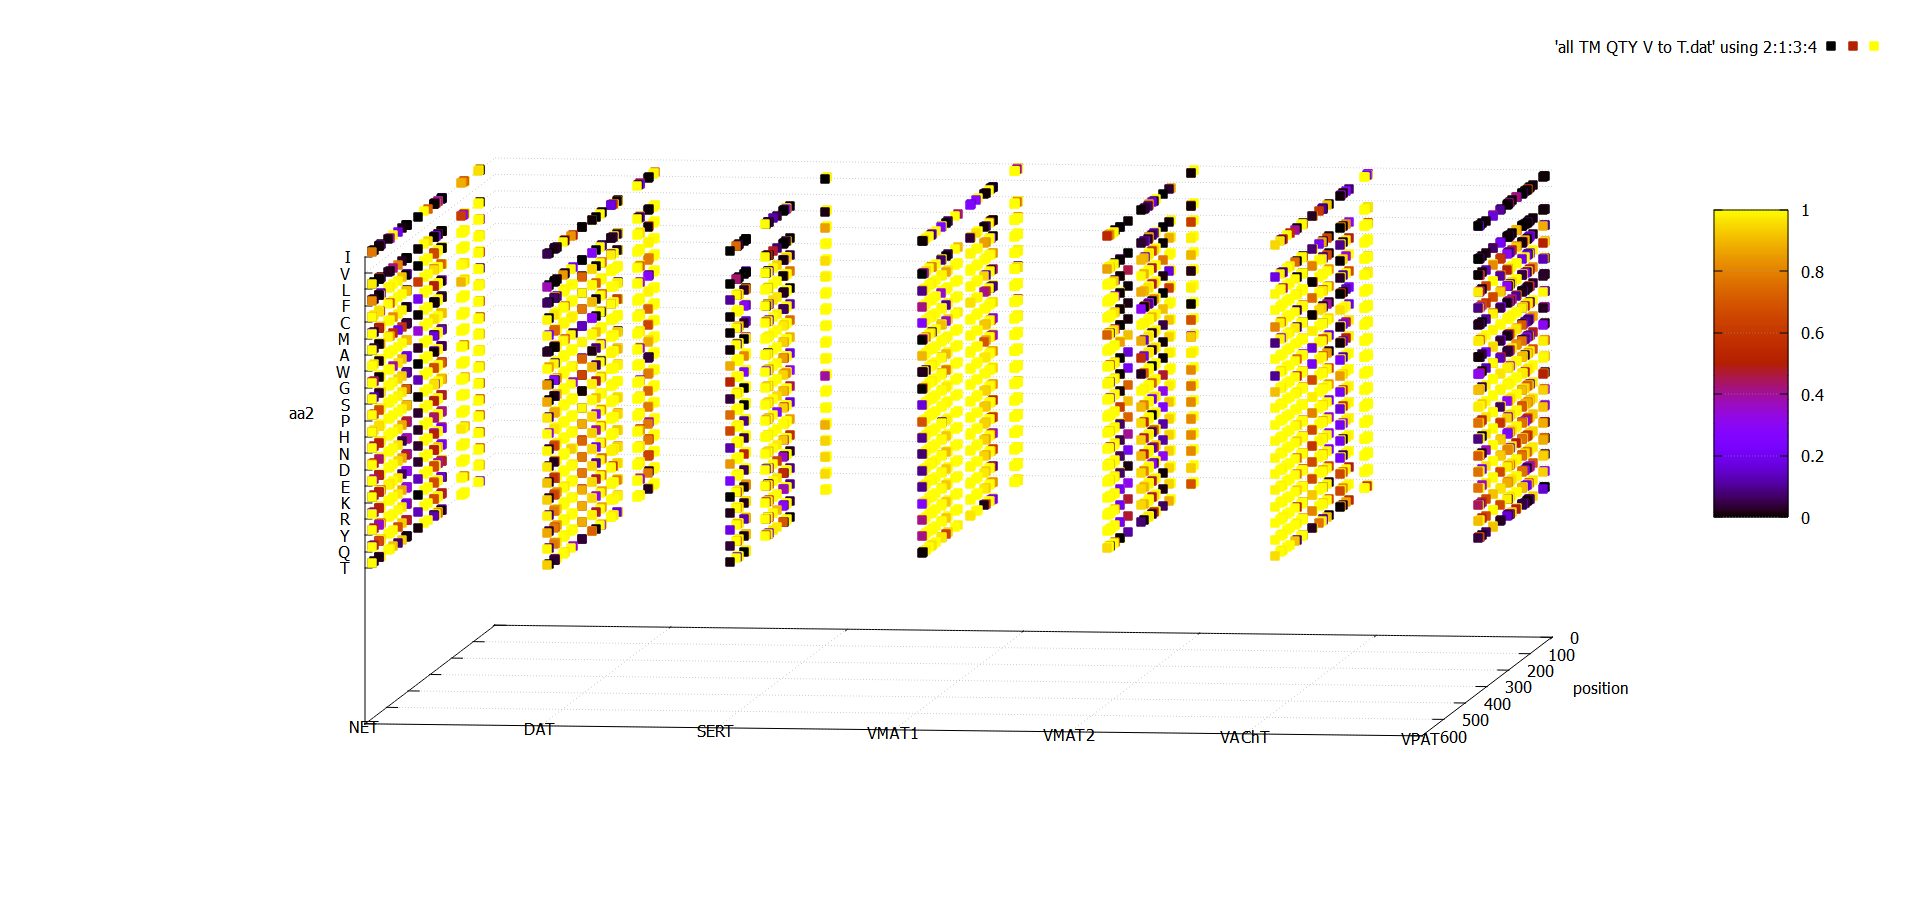 'all TM QTY V to T.dat' using 2:1:3:4
I
V
L
F
C
M
A
W
G
S
P
H
N
D
E
K
R
Y
Q
T
aa2
1
0.8
0.6
0.4
0.2
0
0
100
200
300
400
500
600
position
NET
DAT
SERT
VMAT1
VMAT2
VAChT
VPAT